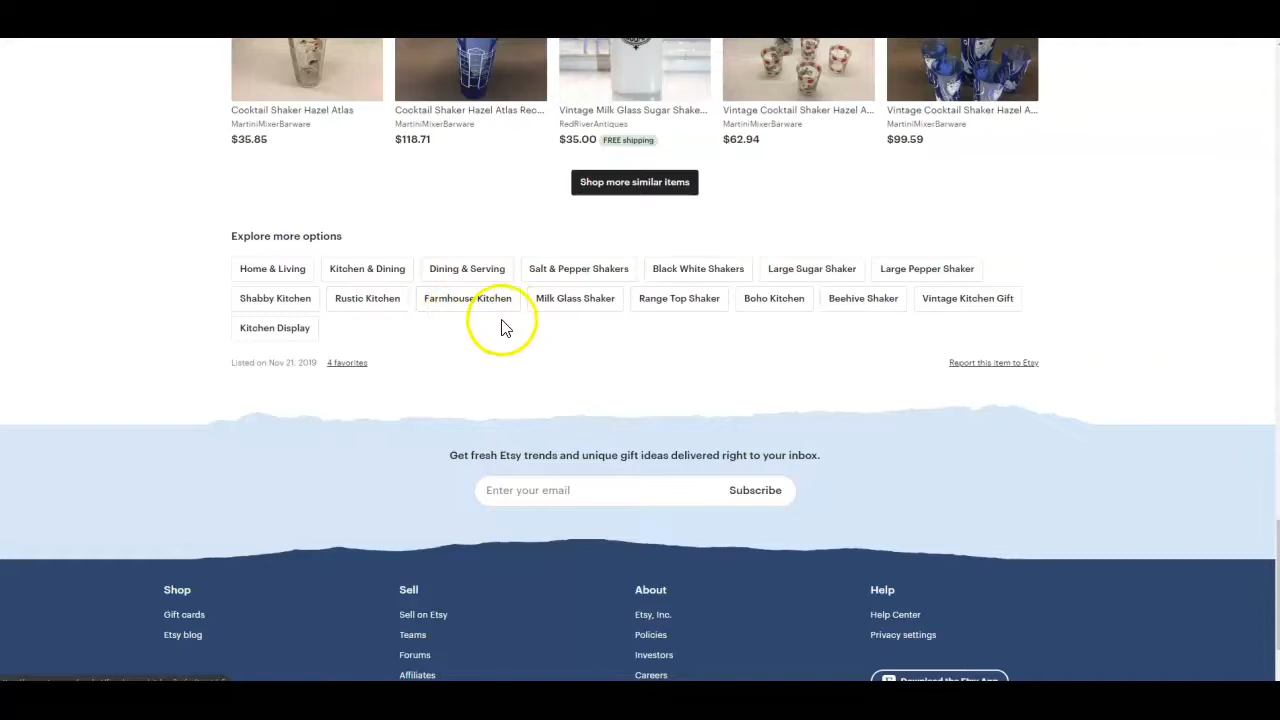 Cocktail Shaker Hazel Atlas
Cocktail Shaker Hazel Atlas Rec...
Vintage Milk Glass Sugar Shake...
Vintage Cocktail Shaker Hazel A...
Vintage Cocktail Shaker Hazel A...
MartiniMixerBarware
MartiniMixerBarware
RedRiverAntiques
MartiniMixerBarware
MartiniMixerBarware
$35.85
$118.71
$35.00 FREE shipping
$62.94
$99.59
Shop more similar items
Explore more options
Home & Living
Kitchen & Dining
Dining & Serving
Salt & Pepper Shakers
Black White Shakers
Large Sugar Shaker
Large Pepper Shaker
Shabby Kitchen
Rustic Kitchen
Farmhouse Kitchen
Milk Glass Shaker
Range Top Shaker
Boho Kitchen
Beehive Shaker
Vintage Kitchen Gift
Kitchen Display
Listed on Nov 21, 2019
4 favorites
Report this item to Etsy
Get fresh Etsy trends and unique gift ideas delivered right to your inbox.
Enter your email
Subscribe
Shop
Sell
About
Help
Gift cards
Sell on Etsy
Etsy, Inc.
Help Center
Etsy blog
Teams
Policies
Privacy settings
Forums
Investors
Affiliates
Careers
Download the Etsy App